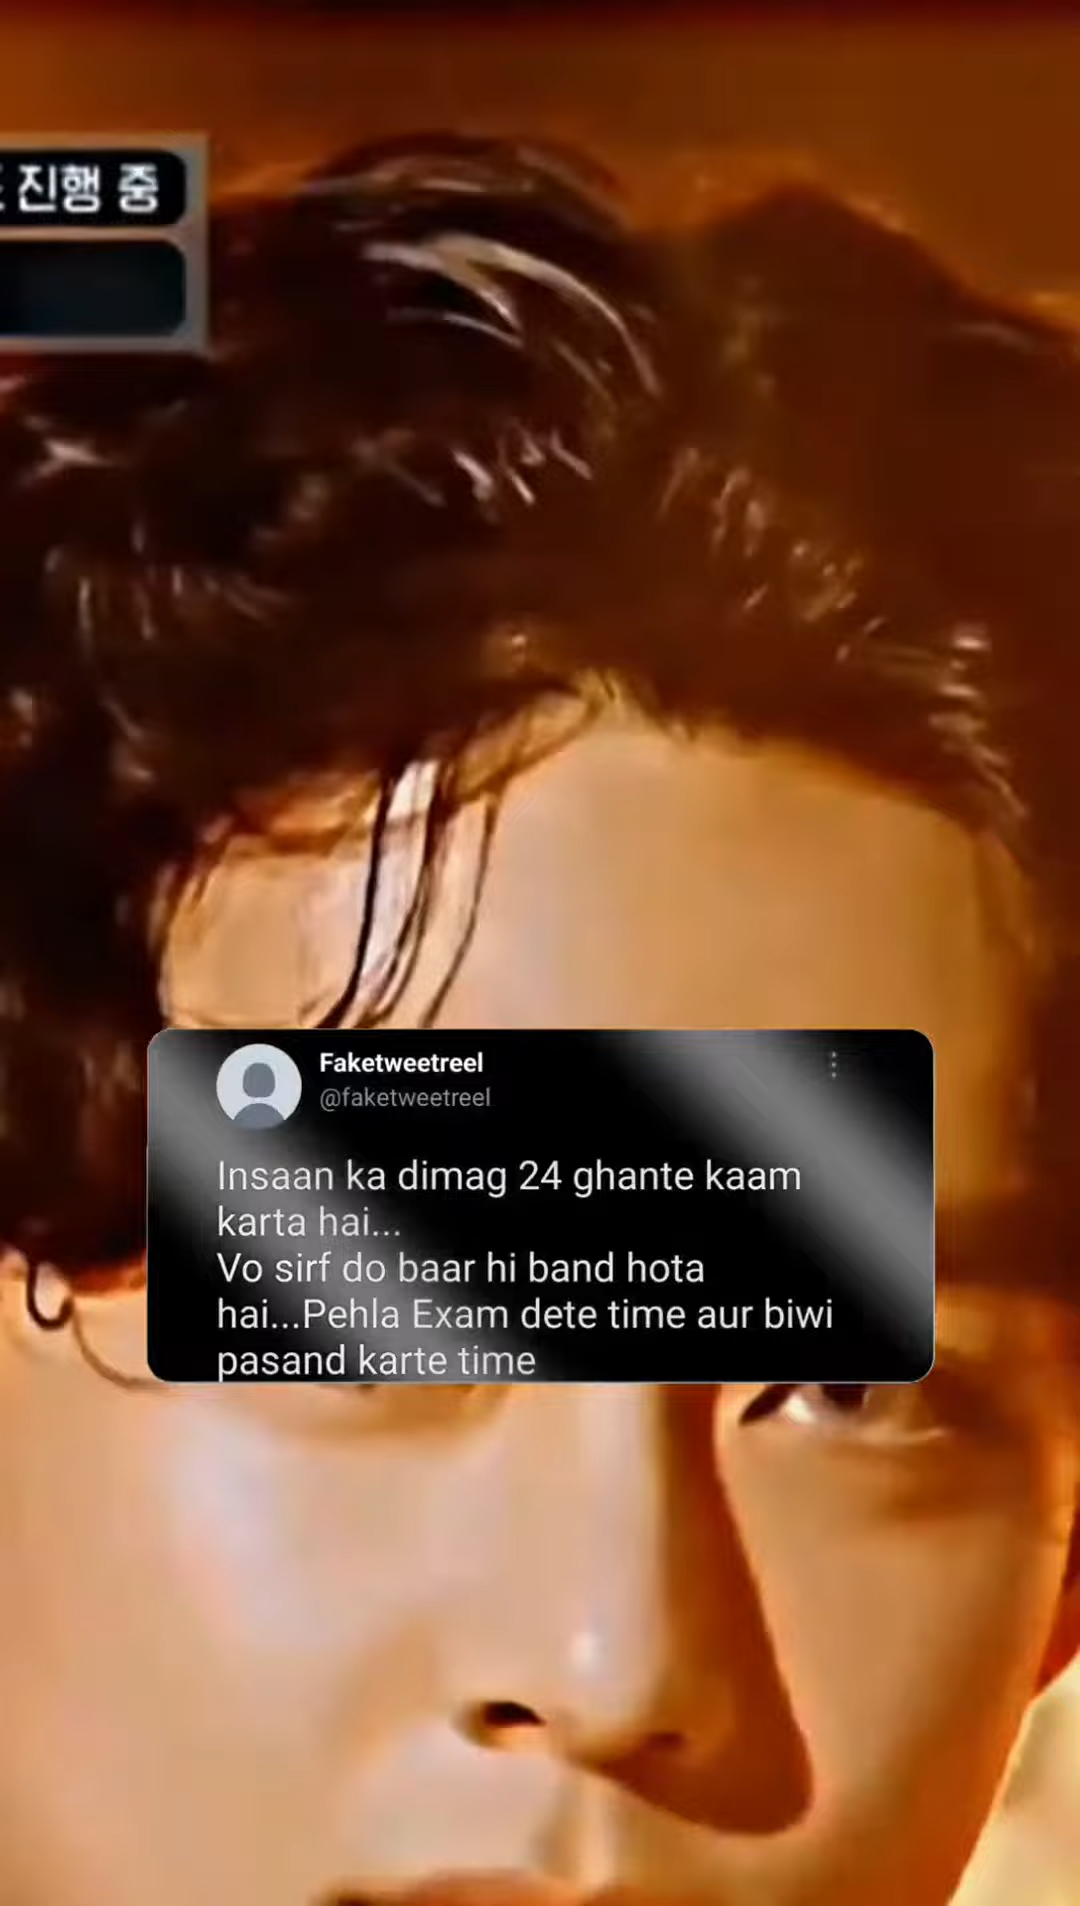 진행 중
Faketweetreel
@faketweetreel
Insaan ka dimag 24 ghante kaam
karta hai...
Vo sirf do baar hi band hota
hai...Pehla Exam dete time aur biwi
pasand karte time